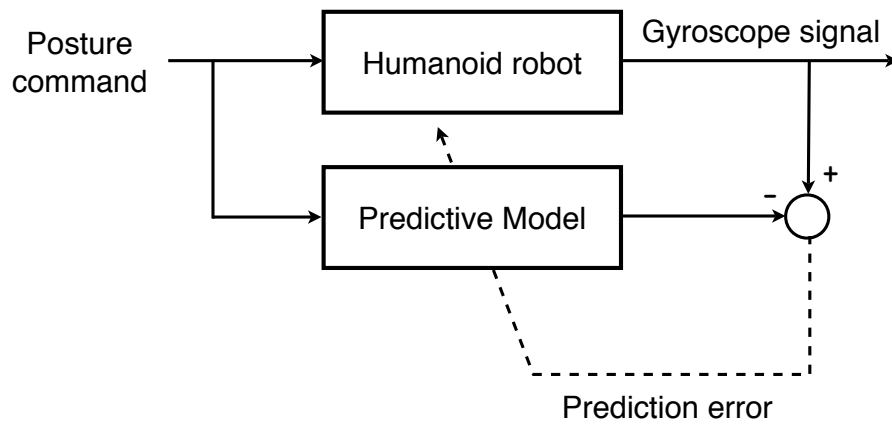 Posture
command
Humanoid robot
Gyroscope signal
Predictive Model
-
+
Prediction error